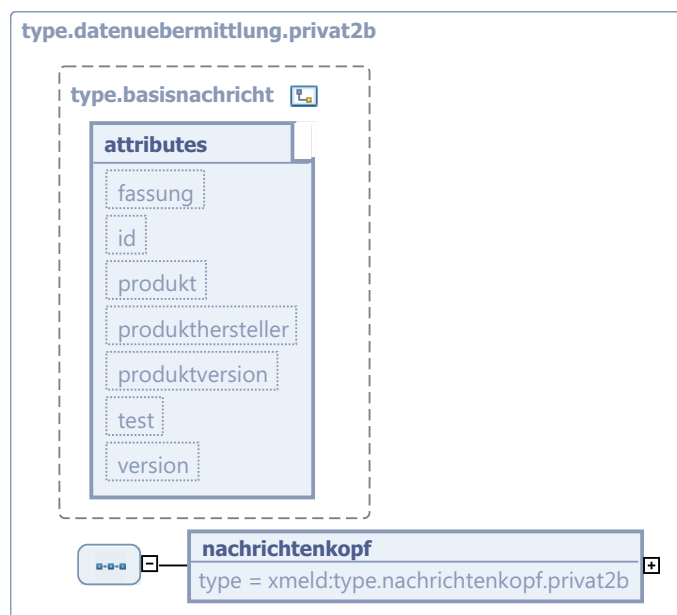 type.datenuebermittlung.privat2b
type.basisnachricht
attributes
fassung
id
produkt
produkthersteller
produktversion
test
version
nachrichtenkopf
type = xmeld:type.nachrichtenkopf.privat2b